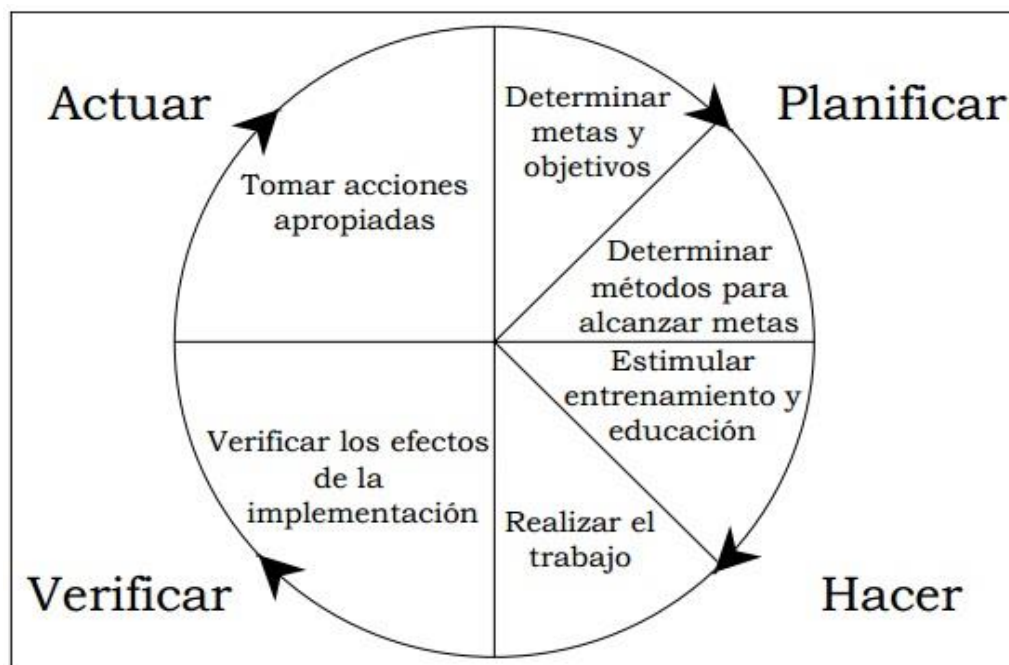 Actuar
Planificar
Determinar
metas y
objetivos
Tomar acciones
apropiadas
Determinar
métodos para
alcanzar metas
Estimular
entrenamiento y
educación
Verificar los efectos
de la
implementación
Realizar el
trabajo
Verificar
Hacer